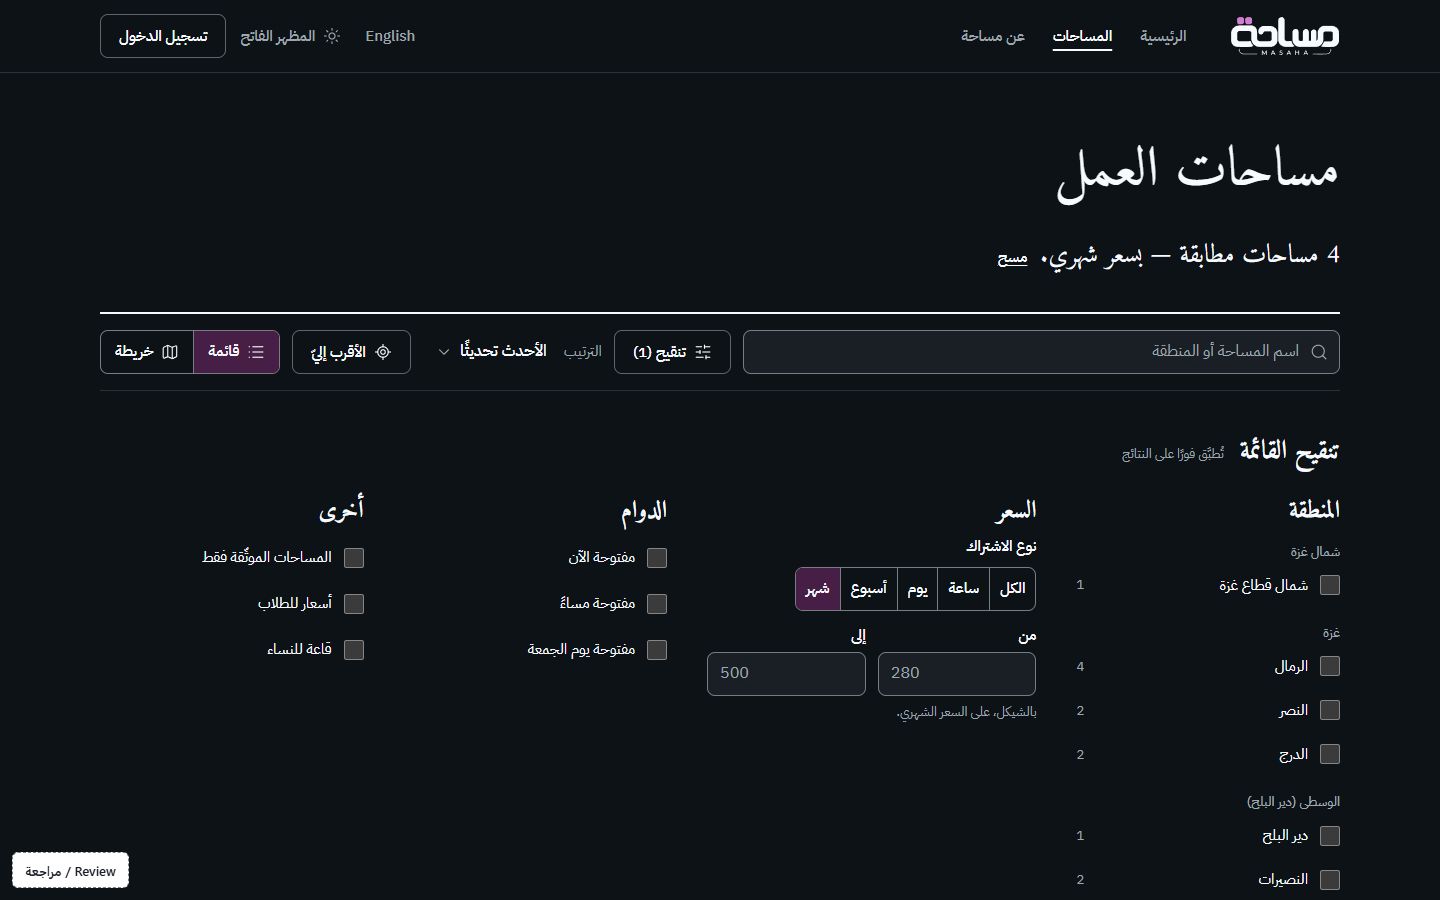 مساحة
MASAHA
الرئيسية
المساحات
عن مساحة
English
المظهر الفاتح
تسجيل الدخول
مساحات العمل
4 مساحات مطابقة — بسعر شهري. مسح
اسم المساحة أو المنطقة
تنقيح (1)
الترتيب
الأحدث تحديثًا
الأقرب إليّ
قائمة
خريطة
تنقيح القائمة
تُطبَّق فورًا على النتائج
المنطقة
شمال غزة
شمال قطاع غزة 1
غزة
الرمال 4
النصر 2
الدرج 2
الوسطى (دير البلح)
دير البلح 1
النصيرات 2
السعر
نوع الاشتراك
الكل
ساعة
يوم
أسبوع
شهر
من
إلى
280
500
بالشيكل، على السعر الشهري.
الدوام
مفتوحة الآن
مفتوحة مساءً
مفتوحة يوم الجمعة
أخرى
المساحات الموثّقة فقط
أسعار للطلاب
قاعة للنساء
Review / مراجعة